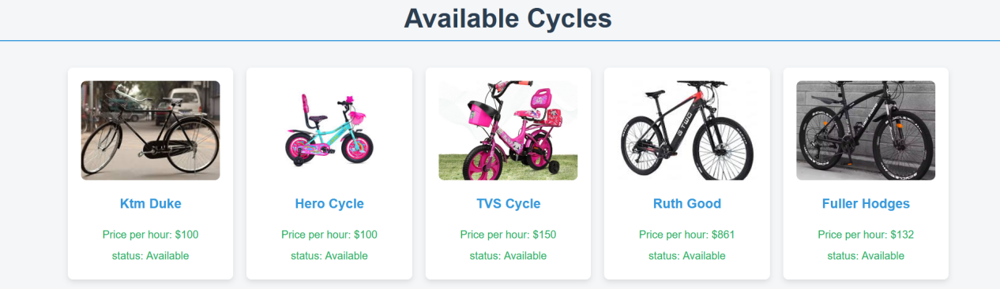 Available Cycles
Ktm Duke
Price per hour: $100
status: Available
Hero Cycle
Price per hour: $100
status: Available
TVS Cycle
Price per hour: $150
status: Available
GTWO
Ruth Good
Price per hour: $861
status: Available
Fuller Hodges
Price per hour: $132
status: Available